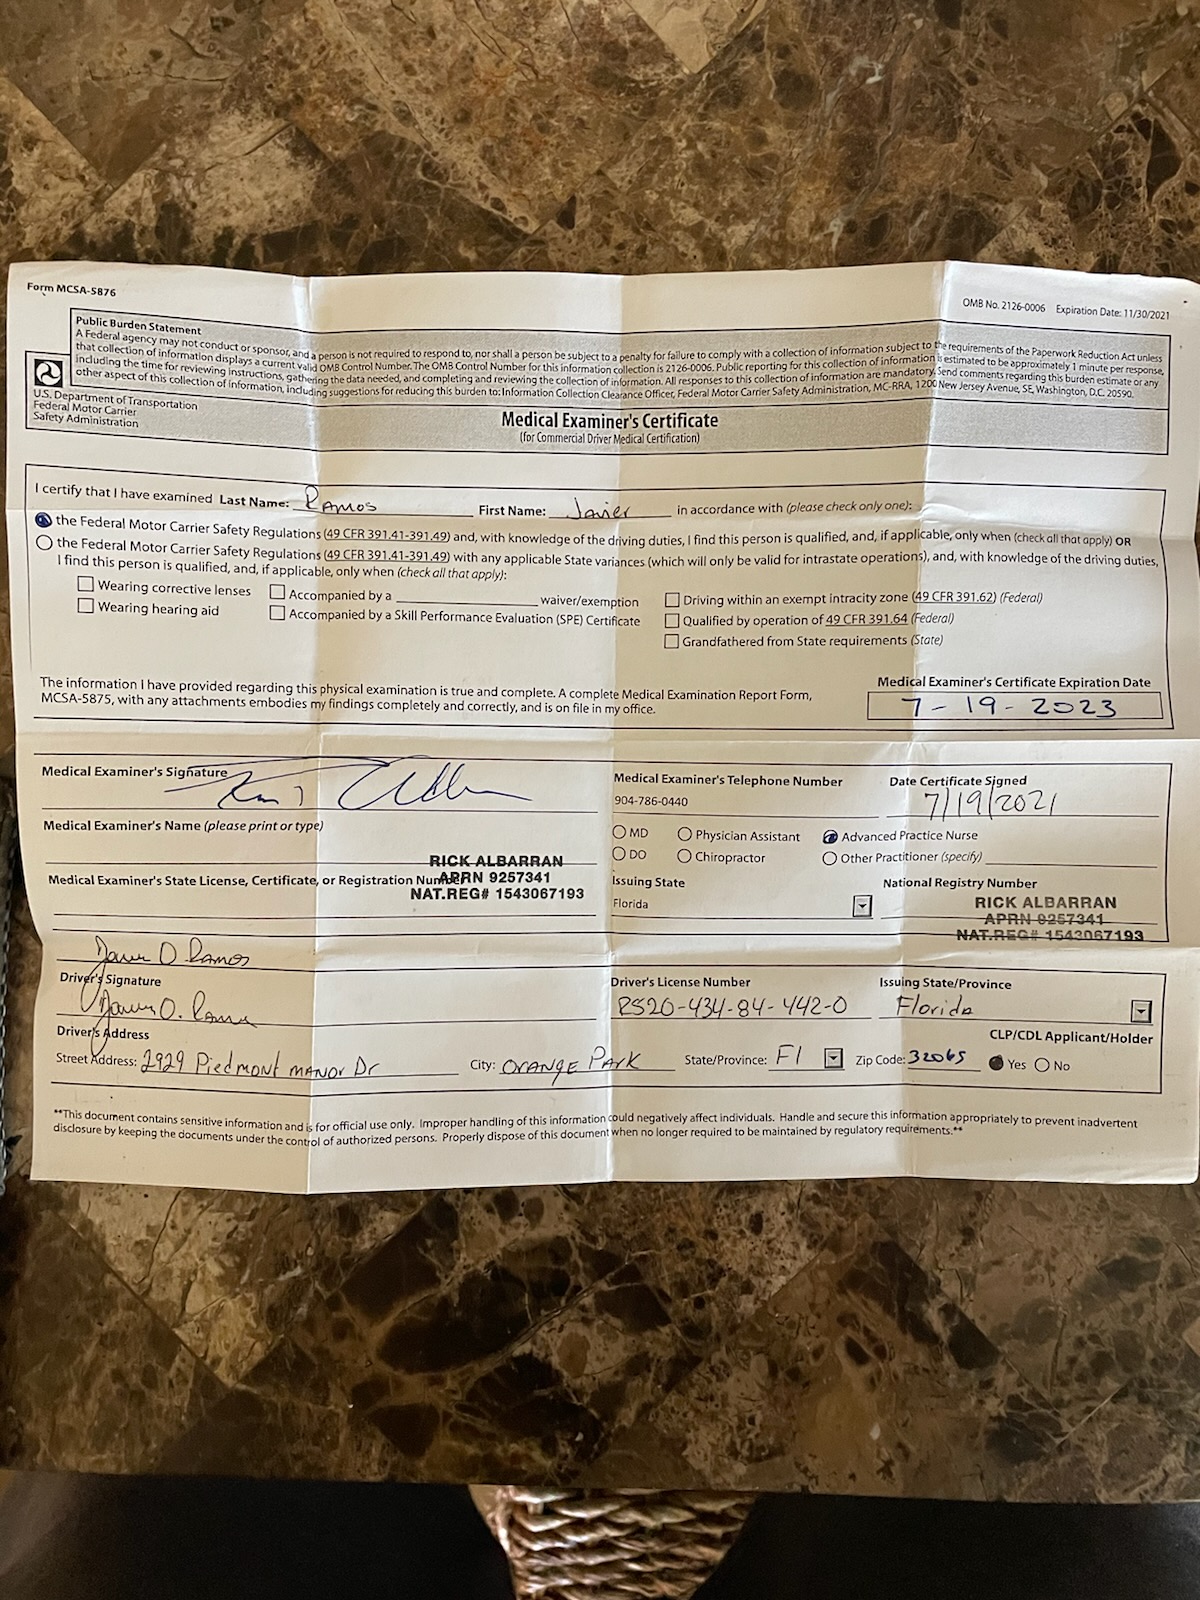 Form MCSA-5876
OMB No. 2126-0006 Expiration Date: 11/30/2021
Public Burden Statement
A Federal agency may not conduct or sponsor, and a person is not required to respond to, nor shall a person be subject to a penalty for failure to comply with a collection of information subject to the requirements of the Paperwork Reduction Act unless
that collection of information displays a current valid OMB Control Number. The OMB Control Number for this information collection is 2126-0006. Public reporting for this collection of information is estimated to be approximately 1 minute per response,
including the time for reviewing instructions, gathering the data needed, and completing and reviewing the collection of information. All responses to this collection of information are mandatory. Send comments regarding this burden estimate or any
other aspect of this collection of information, including suggestions for reducing this burden to: Information Collection Clearance Officer, Federal Motor Carrier Safety Administration, MC-RRA, 1200 New Jersey Avenue, SE, Washington, D.C. 20590.
U.S. Department of Transportation
Federal Motor Carrier
Safety Administration
Medical Examiner's Certificate
(for Commercial Driver Medical Certification)
I certify that I have examined Last Name: Ramos First Name: Javier in accordance with (please check only one):
the Federal Motor Carrier Safety Regulations (49 CFR 391.41-391.49) and, with knowledge of the driving duties, I find this person is qualified, and, if applicable, only when (check all that apply) OR
the Federal Motor Carrier Safety Regulations (49 CFR 391.41-391.49) with any applicable State variances (which will only be valid for intrastate operations), and, with knowledge of the driving duties,
I find this person is qualified, and, if applicable, only when (check all that apply):
Wearing corrective lenses Accompanied by a waiver/exemption Driving within an exempt intracity zone (49 CFR 391.62) (Federal)
Wearing hearing aid Accompanied by a Skill Performance Evaluation (SPE) Certificate Qualified by operation of 49 CFR 391.64 (Federal)
Grandfathered from State requirements (State)
The information I have provided regarding this physical examination is true and complete. A complete Medical Examination Report Form,
MCSA-5875, with any attachments embodies my findings completely and correctly, and is on file in my office.
Medical Examiner's Certificate Expiration Date
7-19-2023
Medical Examiner's Signature
Medical Examiner's Telephone Number
904-786-0440
Date Certificate Signed
7/19/2021
Medical Examiner's Name (please print or type)
MD Physician Assistant Advanced Practice Nurse
DO Chiropractor Other Practitioner (specify)
RICK ALBARRAN
APRN 9257341
NAT.REG# 1543067193
Medical Examiner's State License, Certificate, or Registration Number
Issuing State
Florida
National Registry Number
RICK ALBARRAN
APRN 9257341
NAT.REG# 1543067193
Javier O. Ramos
Driver's Signature
Javier O. Ramos
Driver's License Number
R520-434-84-442-0
Issuing State/Province
Florida
Driver's Address
CLP/CDL Applicant/Holder
Street Address: 2929 Piedmont MANOR Dr City: ORANGE PArK State/Province: Fl Zip Code: 32065 Yes No
**This document contains sensitive information and is for official use only. Improper handling of this information could negatively affect individuals. Handle and secure this information appropriately to prevent inadvertent
disclosure by keeping the documents under the control of authorized persons. Properly dispose of this document when no longer required to be maintained by regulatory requirements.**